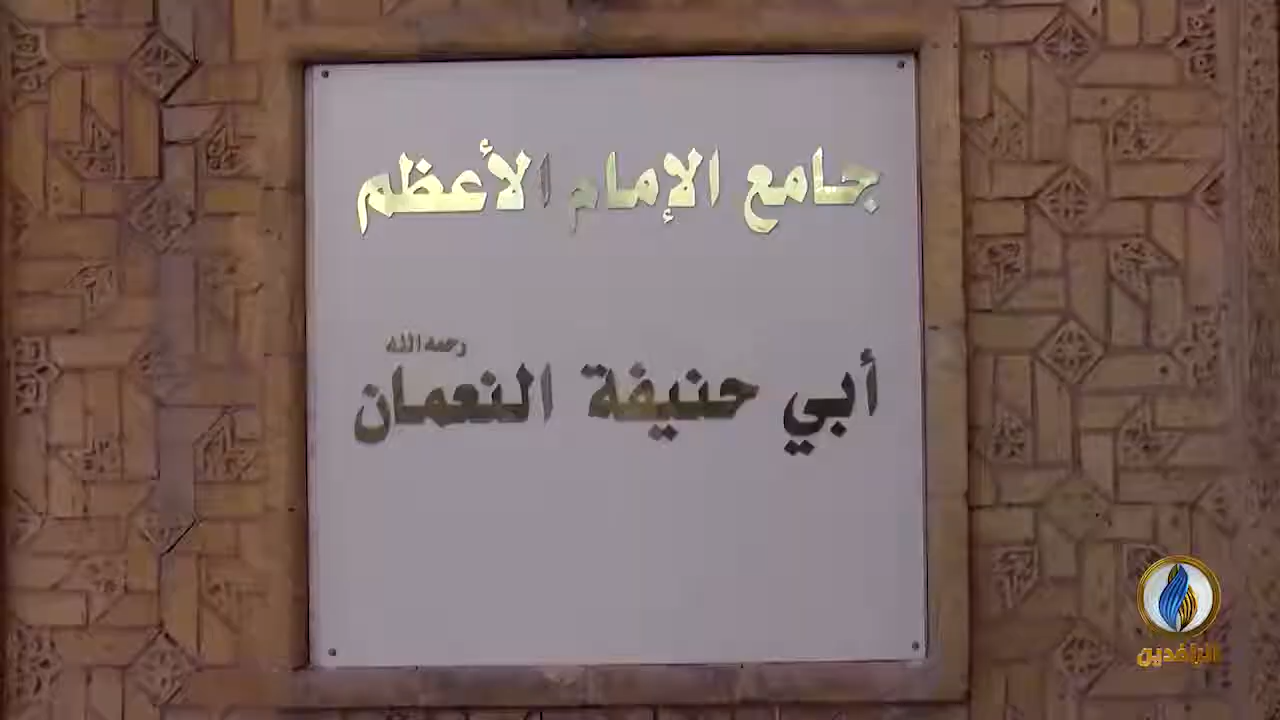 جامع الإمام الأعظم
رحمه الله
أبي حنيفة النعمان
الرافدين